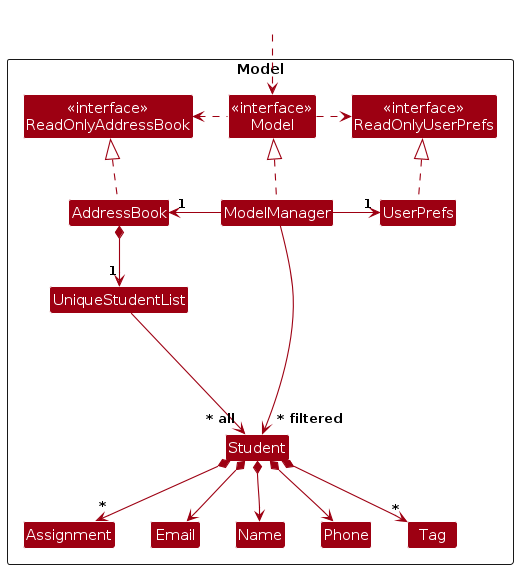 Model
«interface»
ReadOnlyAddressBook
«interface»
Model
«interface»
ReadOnlyUserPrefs
AddressBook
1
ModelManager
1
UserPrefs
1
UniqueStudentList
* all
* filtered
Student
*
*
Assignment
Email
Name
Phone
Tag